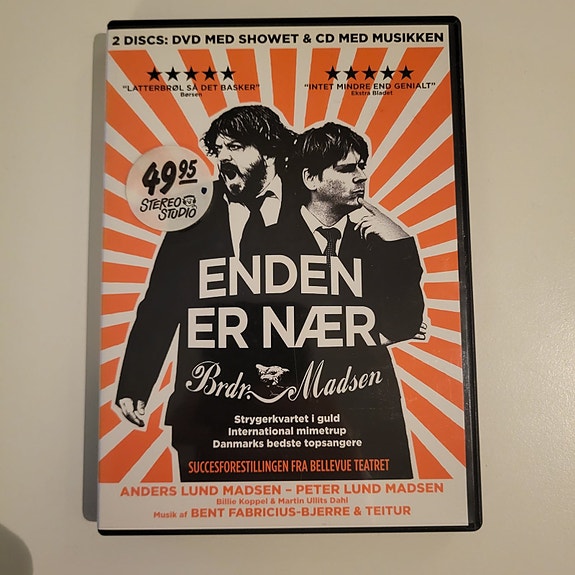 2 DISCS: DVD MED SHOWET & CD MED MUSIKKEN
"LATTERBRØL SÅ DET BASKER"
Børsen
"INTET MINDRE END GENIALT"
Ekstra Bladet
49.95
STEREO
STUDIO
ENDEN
ER NÆR
Brdr. Madsen
Strygerkvartet i guld
International mimetrup
Danmarks bedste topsangere
SUCCESFORESTILLINGEN FRA BELLEVUE TEATRET
ANDERS LUND MADSEN – PETER LUND MADSEN
Billie Koppel & Martin Ullits Dahl
Musik af BENT FABRICIUS-BJERRE & TEITUR